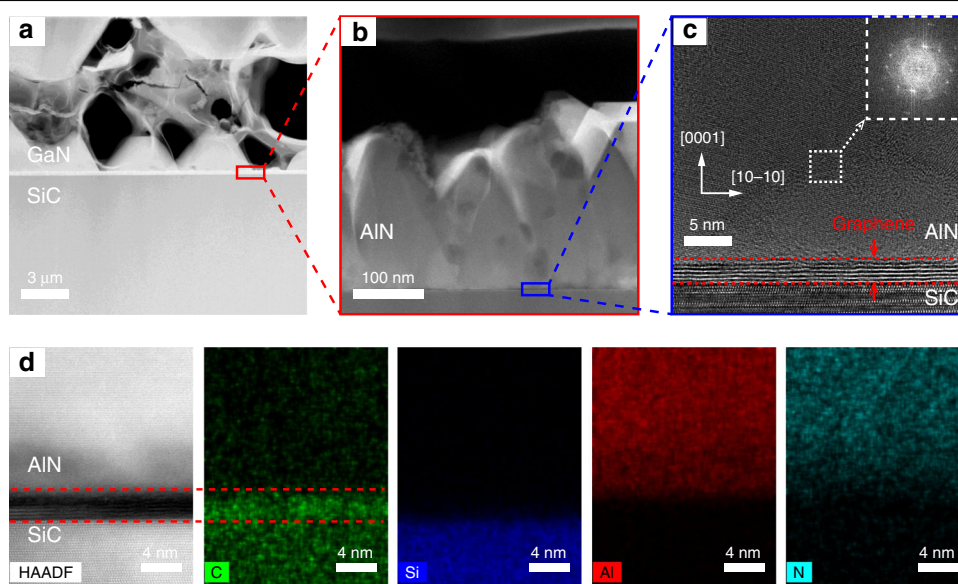 a
GaN
SiC
3 μm
b
AlN
100 nm
c
[0001]
[10–10]
5 nm
Graphene
AlN
SiC
d
AlN
SiC
4 nm
HAADF
4 nm
C
4 nm
Si
4 nm
Al
4 nm
N